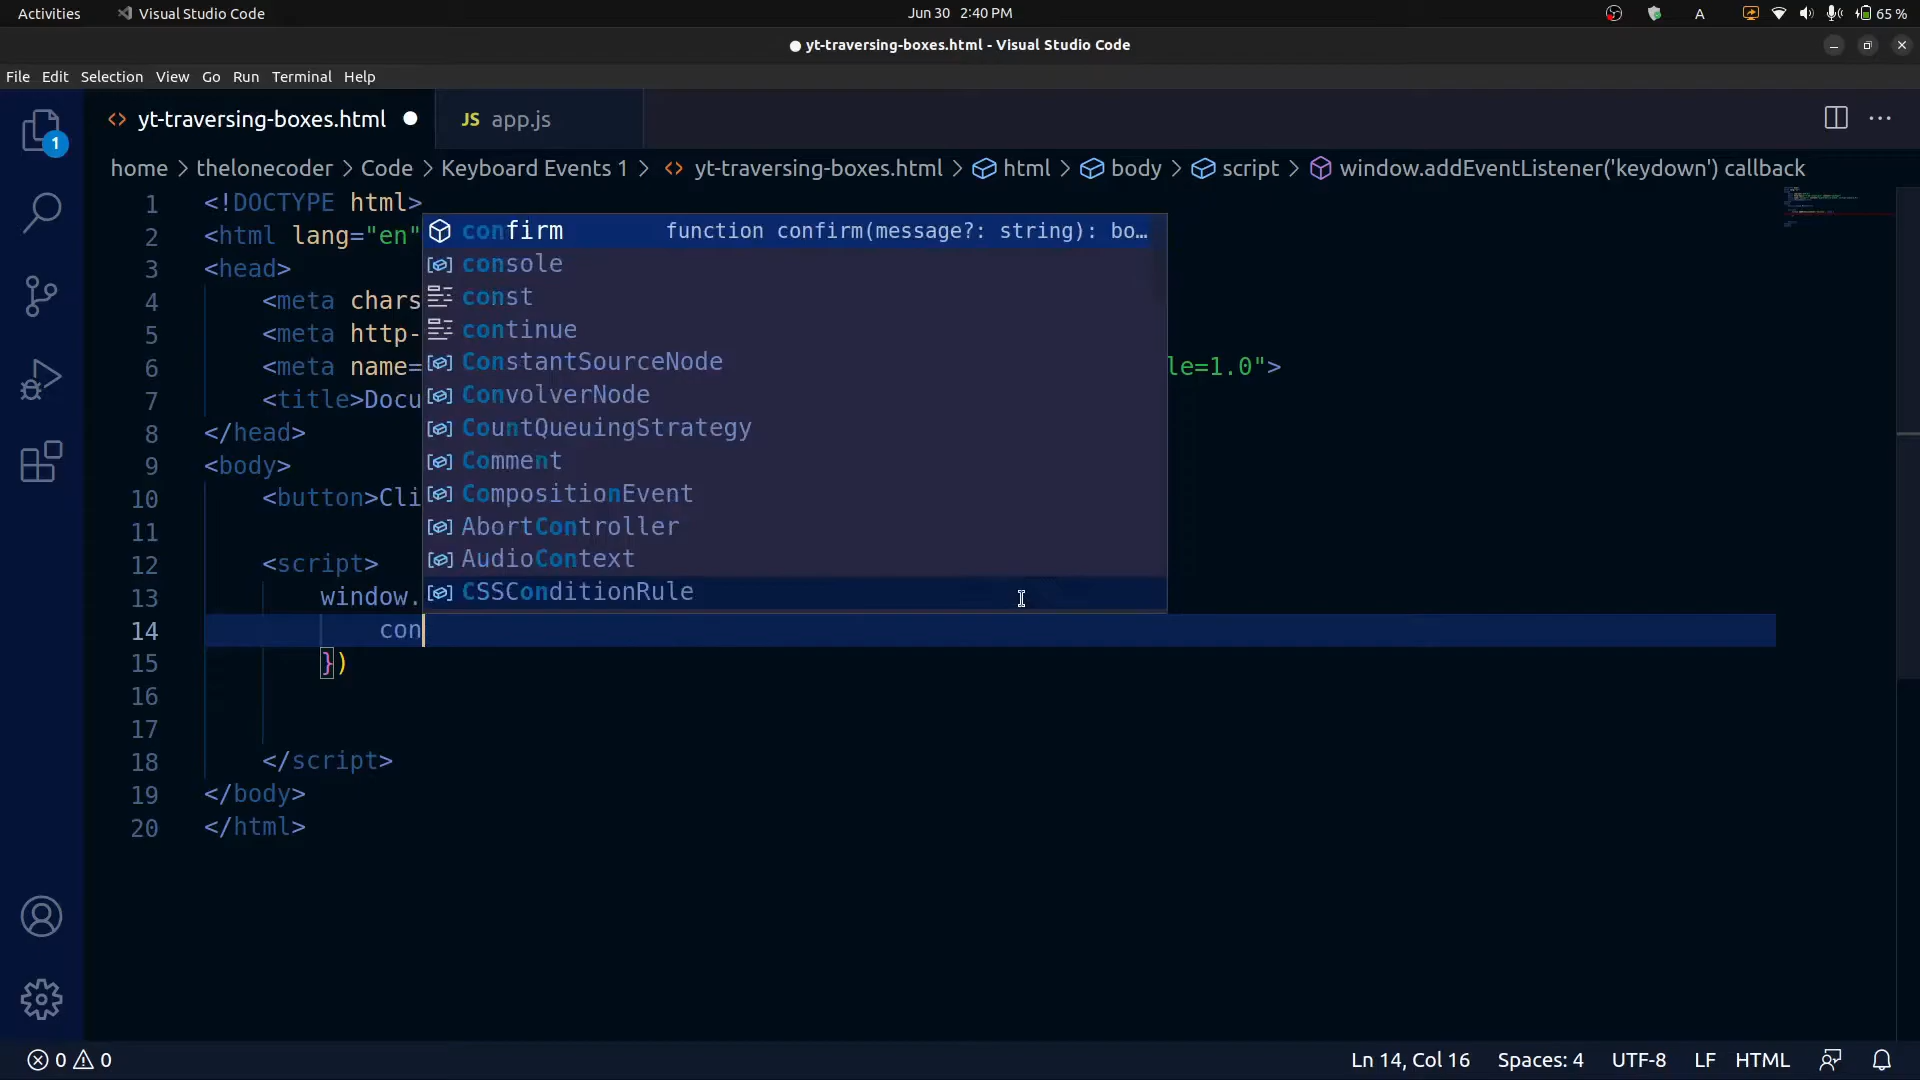 Activities Visual Studio Code Jun 30 2:40 PM A 65 %
yt-traversing-boxes.html - Visual Studio Code
File Edit Selection View Go Run Terminal Help
1 yt-traversing-boxes.html JS app.js
home > thelonecoder > Code > Keyboard Events 1 > yt-traversing-boxes.html > html > body > script > window.addEventListener('keydown') callback
1 <!DOCTYPE html>
2 <html lang="en"
3 <head>
4 <meta chars
5 <meta http-
6 <meta name= le=1.0">
7 <title>Docu
8 </head>
9 <body>
10 <button>Cli
11
12 <script>
13 window.
14 con
15 })
16
17
18 </script>
19 </body>
20 </html>
confirm function confirm(message?: string): bo…
console
const
continue
ConstantSourceNode
ConvolverNode
CountQueuingStrategy
Comment
CompositionEvent
AbortController
AudioContext
CSSConditionRule
0 0 Ln 14, Col 16 Spaces: 4 UTF-8 LF HTML